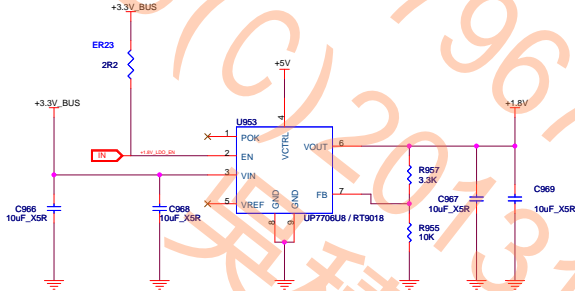 +3.3V_BUS
ER23
2R2
+3.3V_BUS
+5V
+1.8V
U953
IN
+1.8V_LDO_EN
1
POK
2
EN
3
VIN
5
VREF
4
VCTRL
VOUT
6
FB
7
8
GND
9
GND
UP7706U8 / RT9018
R957
3.3K
R955
10K
C966
10uF_X5R
C968
10uF_X5R
C967
10uF_X5R
C969
10uF_X5R
(C)
2013